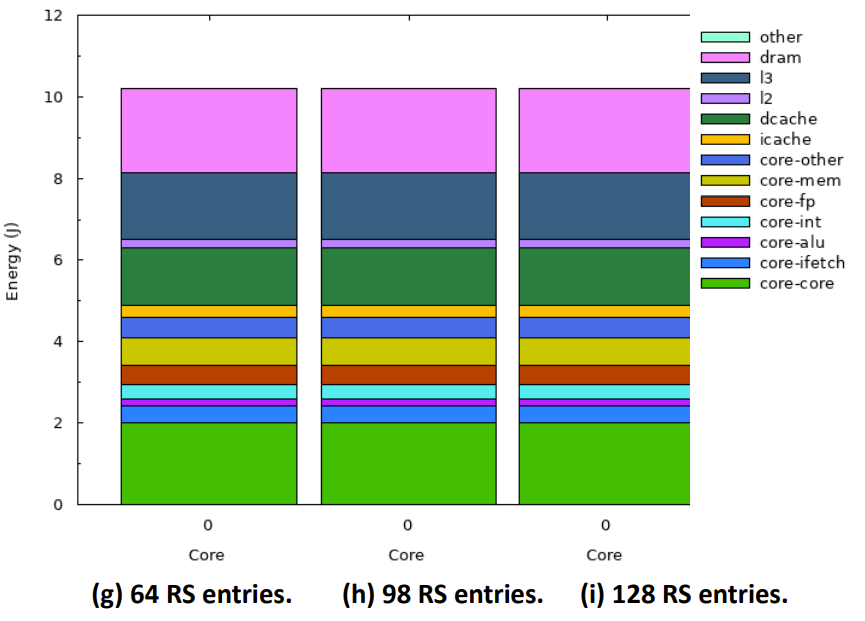 12
10
8
6
4
2
0
Energy (J)
0
0
0
Core
Core
Core
other
dram
l3
l2
dcache
icache
core-other
core-mem
core-fp
core-int
core-alu
core-ifetch
core-core
(g) 64 RS entries.
(h) 98 RS entries.
(i) 128 RS entries.